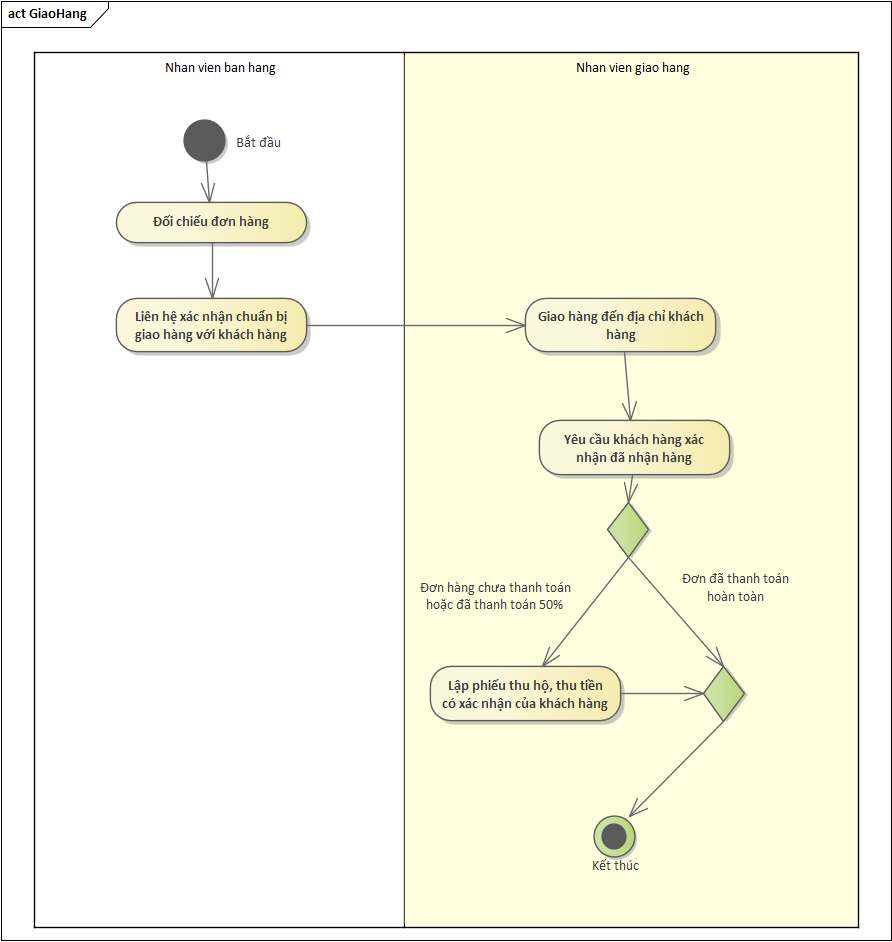 act GiaoHang
Nhan vien ban hang
Nhan vien giao hang
Bắt đầu
Đối chiếu đơn hàng
Liên hệ xác nhận chuẩn bị
giao hàng với khách hàng
Giao hàng đến địa chỉ khách
hàng
Yêu cầu khách hàng xác
nhận đã nhận hàng
Đơn hàng chưa thanh toán
hoặc đã thanh toán 50%
Đơn đã thanh toán
hoàn toàn
Lập phiếu thu hộ, thu tiền
có xác nhận của khách hàng
Kết thúc